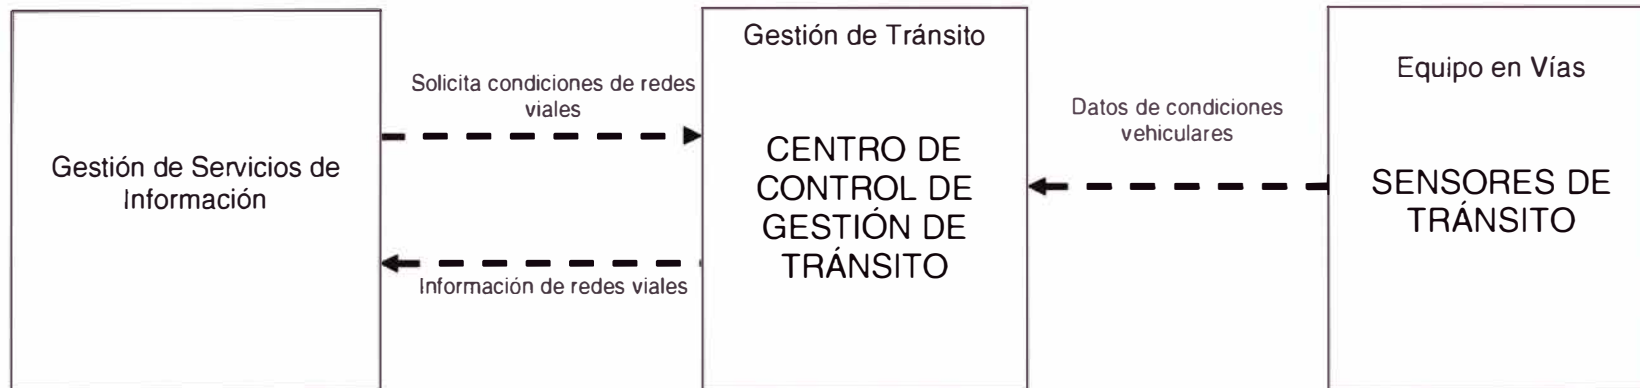 Gestión de Servicios de
Información
Solicita condiciones de redes
viales
Información de redes viales
Gestión de Tránsito
CENTRO DE
CONTROL DE
GESTIÓN DE
TRÁNSITO
Datos de condiciones
vehiculares
Equipo en Vías
SENSORES DE
TRÁNSITO